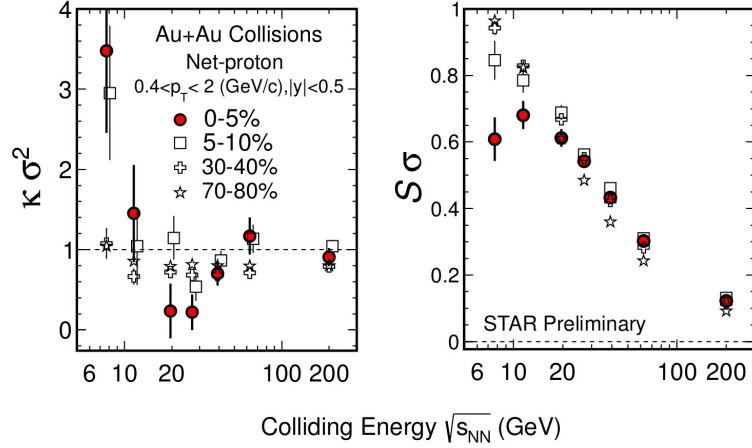 Au+Au Collisions
Net-proton
0.4<p_T< 2 (GeV/c),|y|<0.5
0-5%
5-10%
30-40%
70-80%
κ σ²
4
3
2
1
0
6 10 20 100 200
S σ
1
0.8
0.6
0.4
0.2
0
STAR Preliminary
6 10 20 100 200
Colliding Energy √s_NN (GeV)